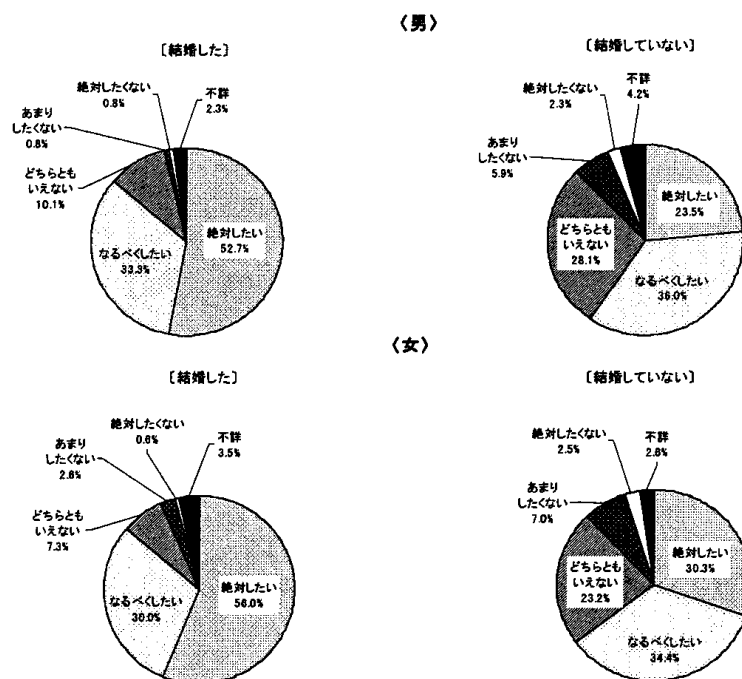 〈男〉
〔結婚した〕
絶対したくない
0.8%
不詳
2.3%
あまり
したくない
0.8%
どちらとも
いえない
10.1%
なるべくしたい
33.3%
絶対したい
52.7%
〔結婚していない〕
絶対したくない
2.3%
不詳
4.2%
あまり
したくない
5.9%
どちらとも
いえない
28.1%
絶対したい
23.5%
なるべくしたい
36.0%
〈女〉
〔結婚した〕
絶対したくない
0.6%
不詳
3.5%
あまり
したくない
2.6%
どちらとも
いえない
7.3%
なるべくしたい
30.0%
絶対したい
56.0%
〔結婚していない〕
絶対したくない
2.5%
不詳
2.6%
あまり
したくない
7.0%
どちらとも
いえない
23.2%
絶対したい
30.3%
なるべくしたい
34.4%